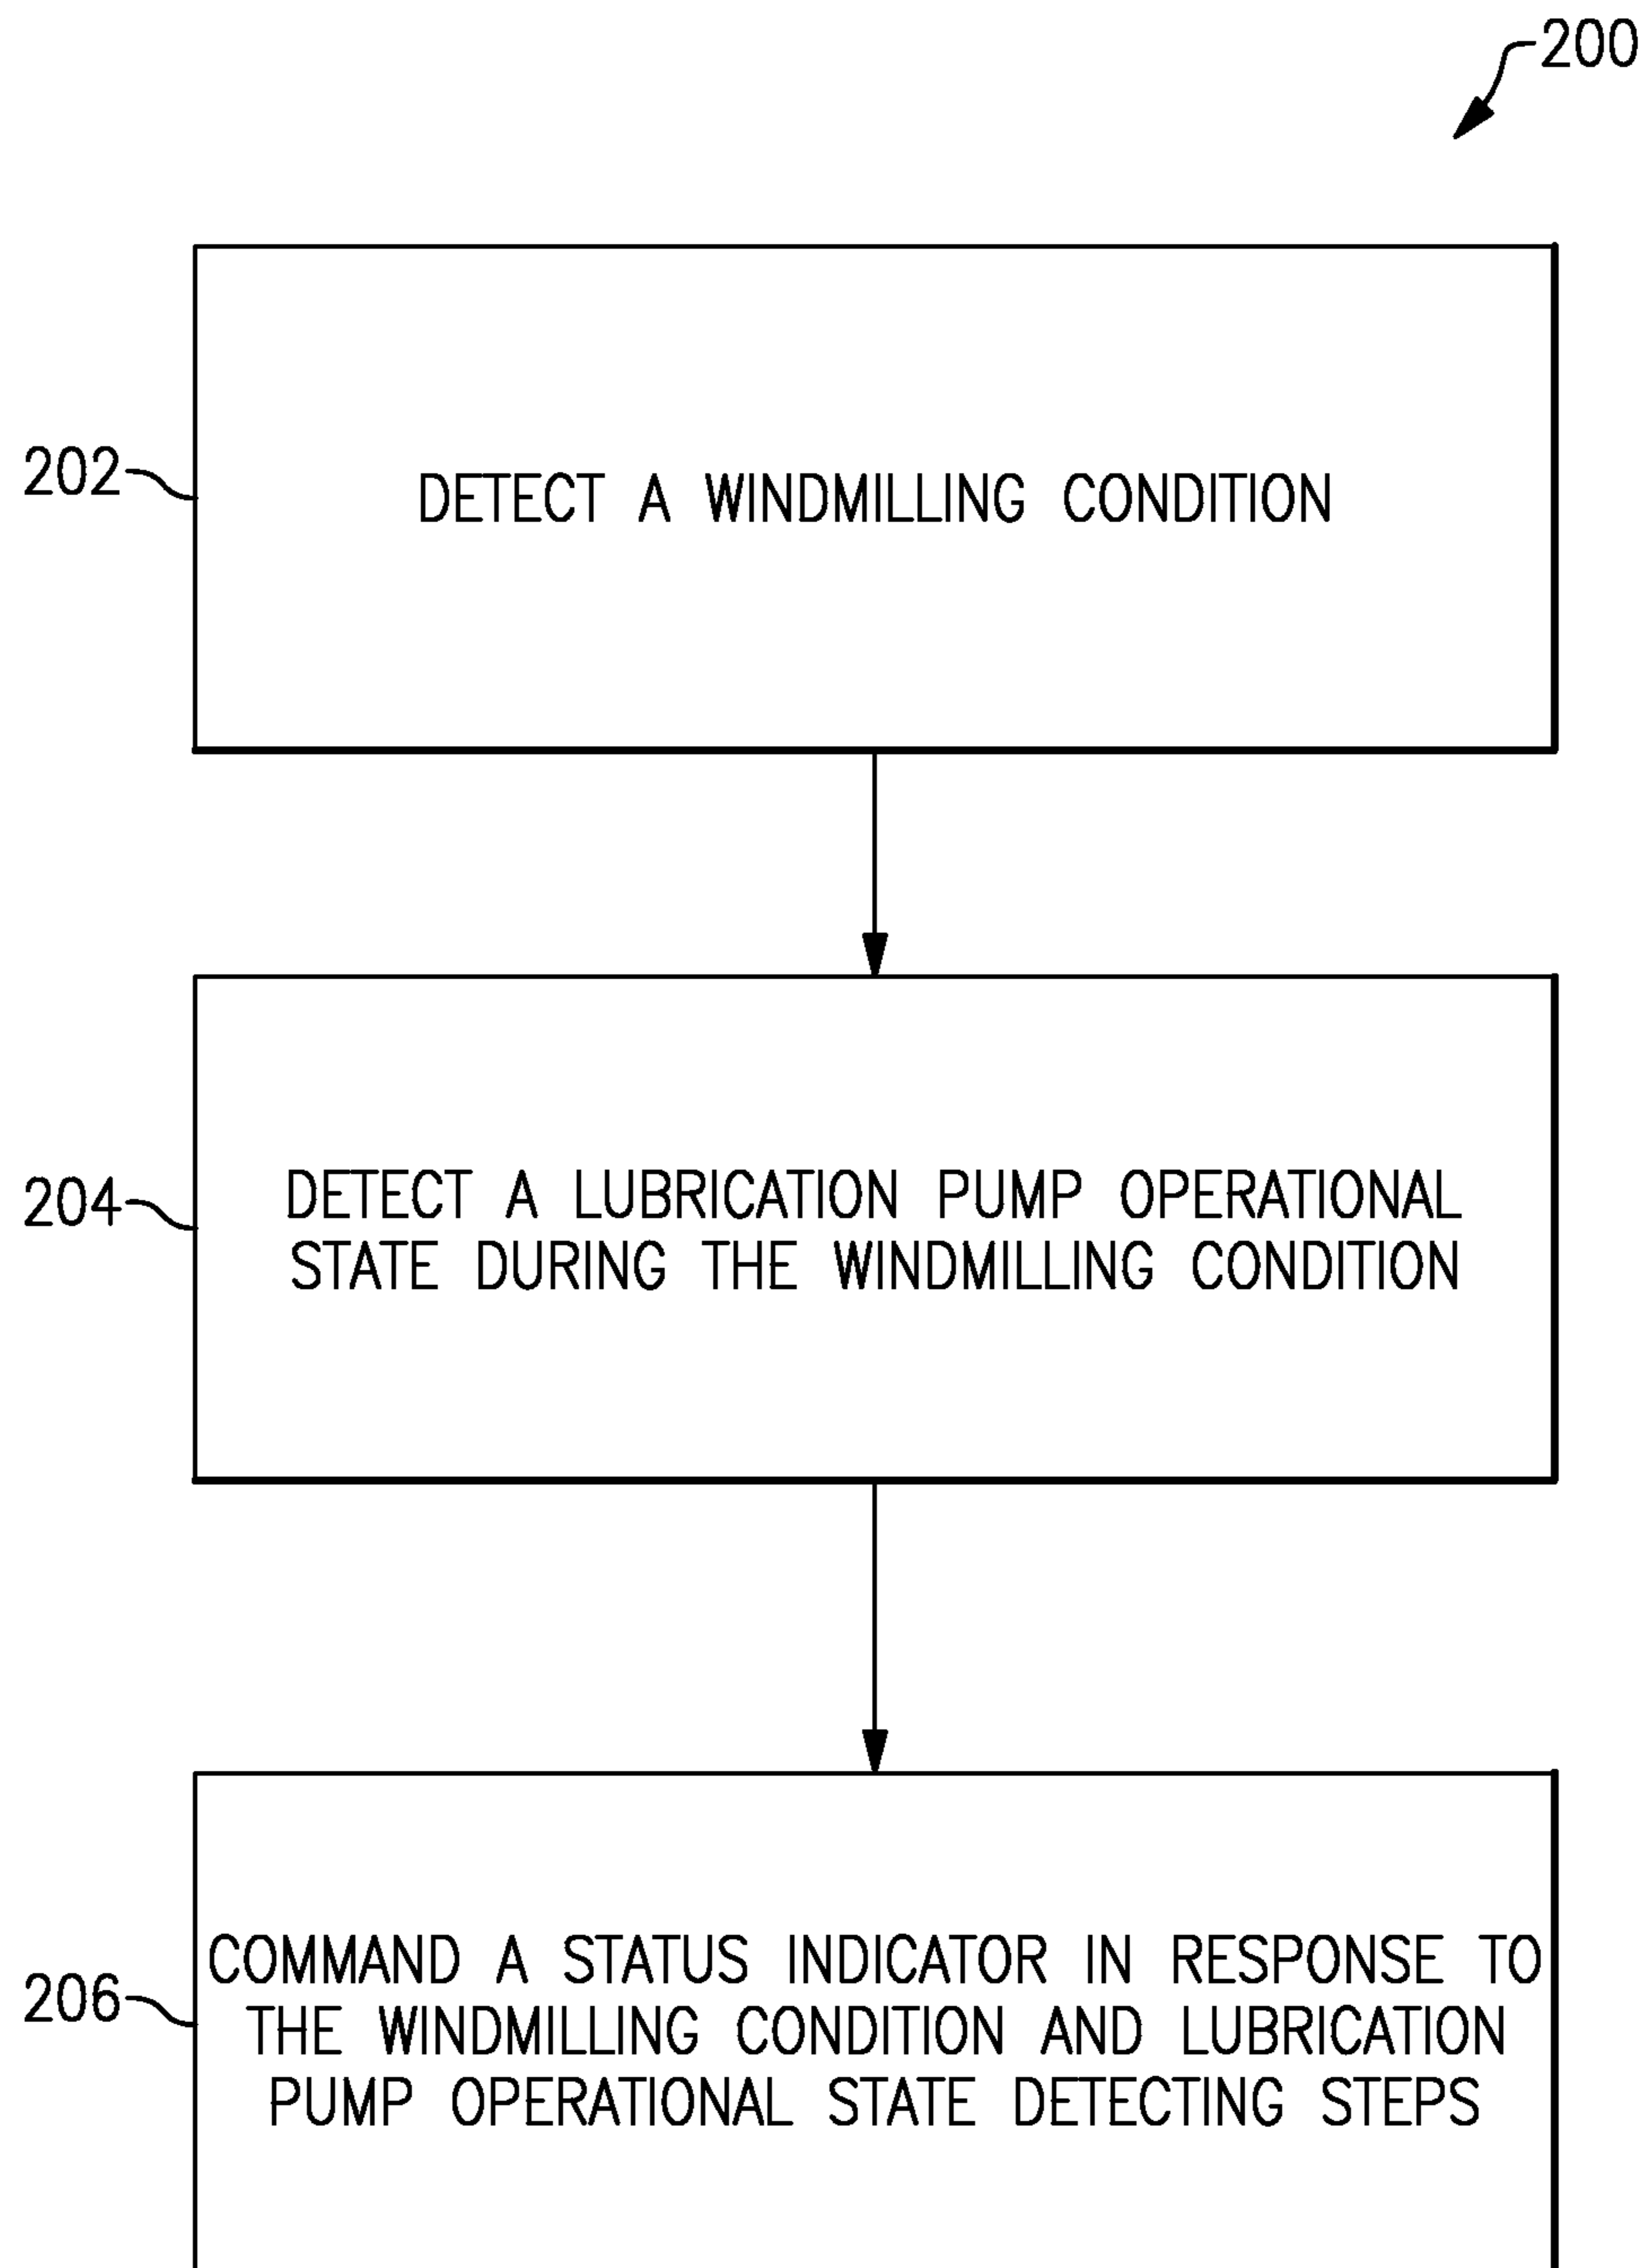 200
202
DETECT A WINDMILLING CONDITION
204
DETECT A LUBRICATION PUMP OPERATIONAL
STATE DURING THE WINDMILLING CONDITION
206
COMMAND A STATUS INDICATOR IN RESPONSE TO
THE WINDMILLING CONDITION AND LUBRICATION
PUMP OPERATIONAL STATE DETECTING STEPS